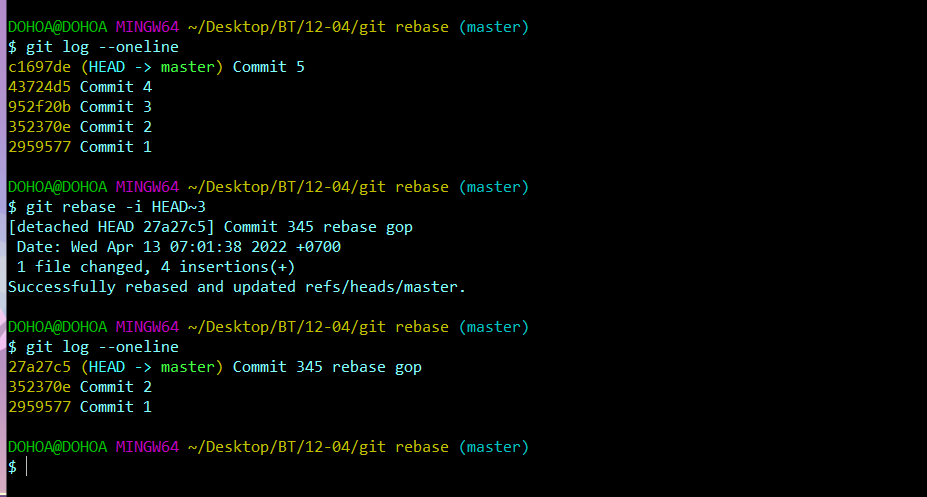 DOHOA@DOHOA MINGW64 ~/Desktop/BT/12-04/git rebase (master)
$ git log --oneline
c1697de (HEAD -> master) Commit 5
43724d5 Commit 4
952f20b Commit 3
352370e Commit 2
2959577 Commit 1
DOHOA@DOHOA MINGW64 ~/Desktop/BT/12-04/git rebase (master)
$ git rebase -i HEAD~3
[detached HEAD 27a27c5] Commit 345 rebase gop
Date: Wed Apr 13 07:01:38 2022 +0700
1 file changed, 4 insertions(+)
Successfully rebased and updated refs/heads/master.
DOHOA@DOHOA MINGW64 ~/Desktop/BT/12-04/git rebase (master)
$ git log --oneline
27a27c5 (HEAD -> master) Commit 345 rebase gop
352370e Commit 2
2959577 Commit 1
DOHOA@DOHOA MINGW64 ~/Desktop/BT/12-04/git rebase (master)
$